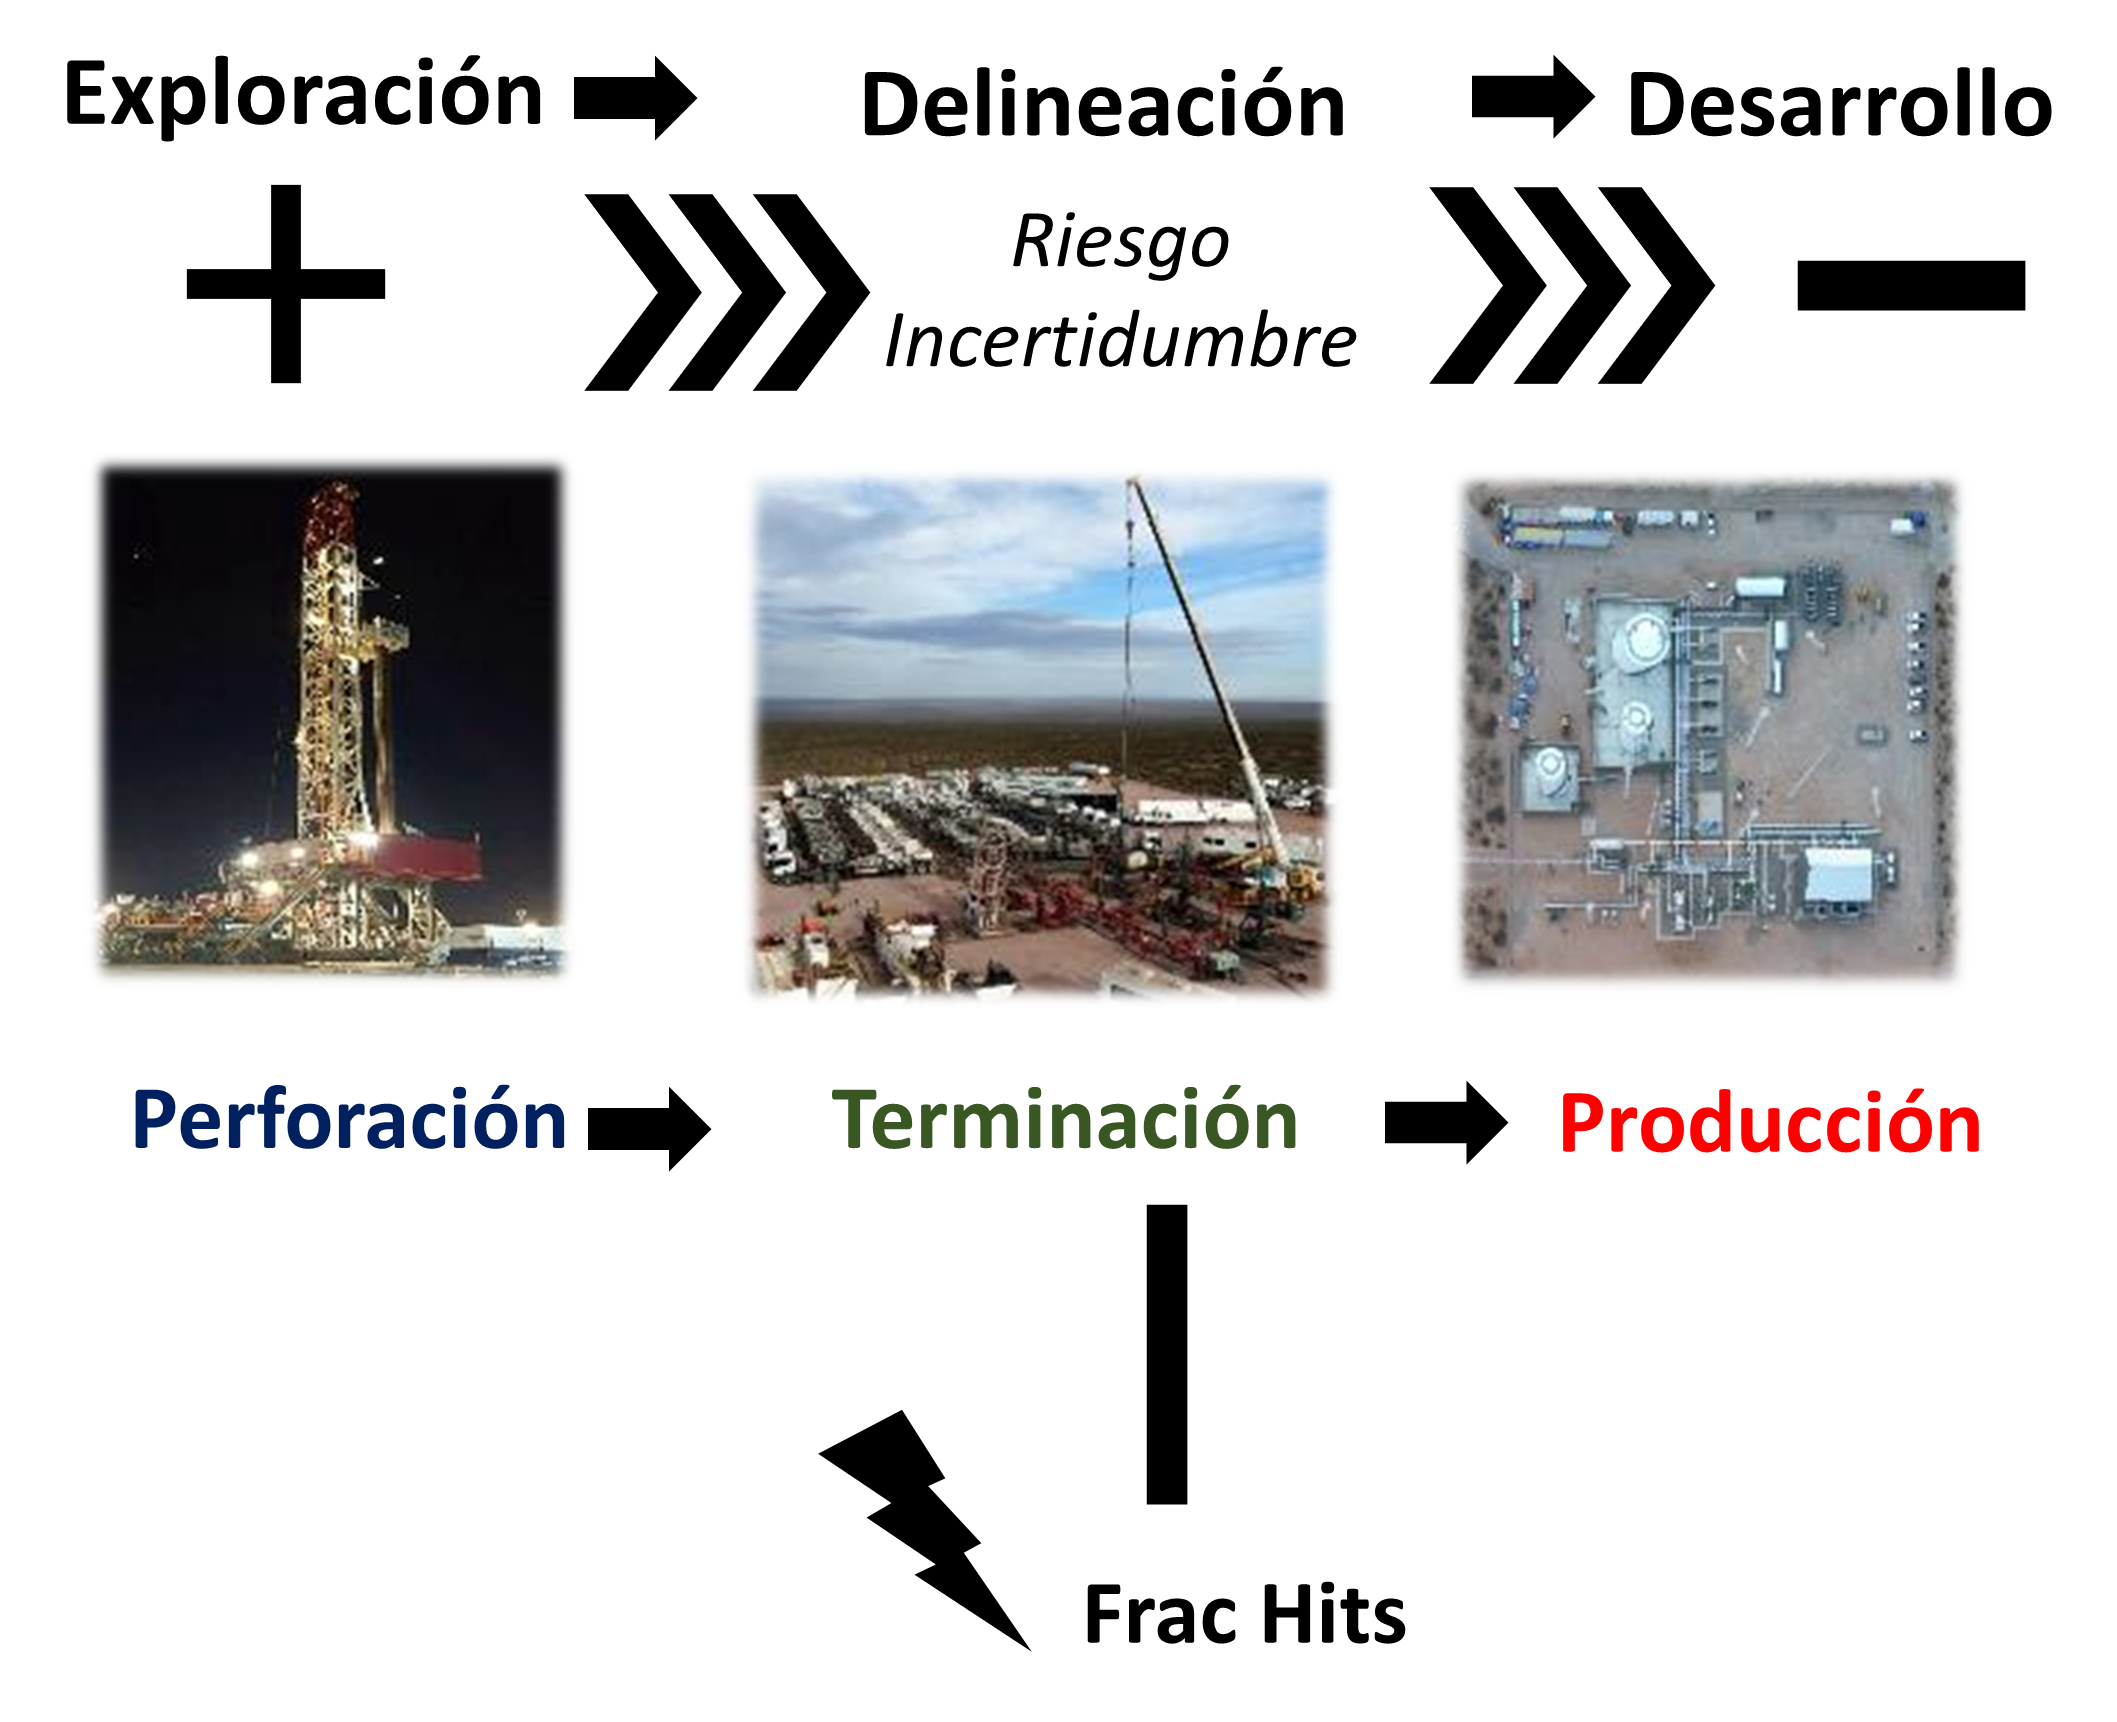 Exploración
Delineación
Desarrollo
Riesgo
Incertidumbre
Perforación
Terminación
Producción
Frac Hits